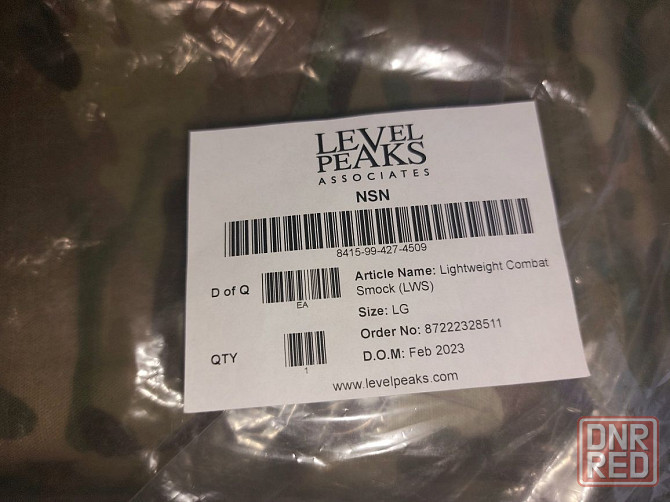 LEVEL
PEAKS
ASSOCIATES
NSN
8415-99-427-4509
D of Q
EA
Article Name: Lightweight Combat
Smock (LWS)
Size: LG
Order No: 87222328511
QTY
1
D.O.M: Feb 2023
www.levelpeaks.com
DNR
RED